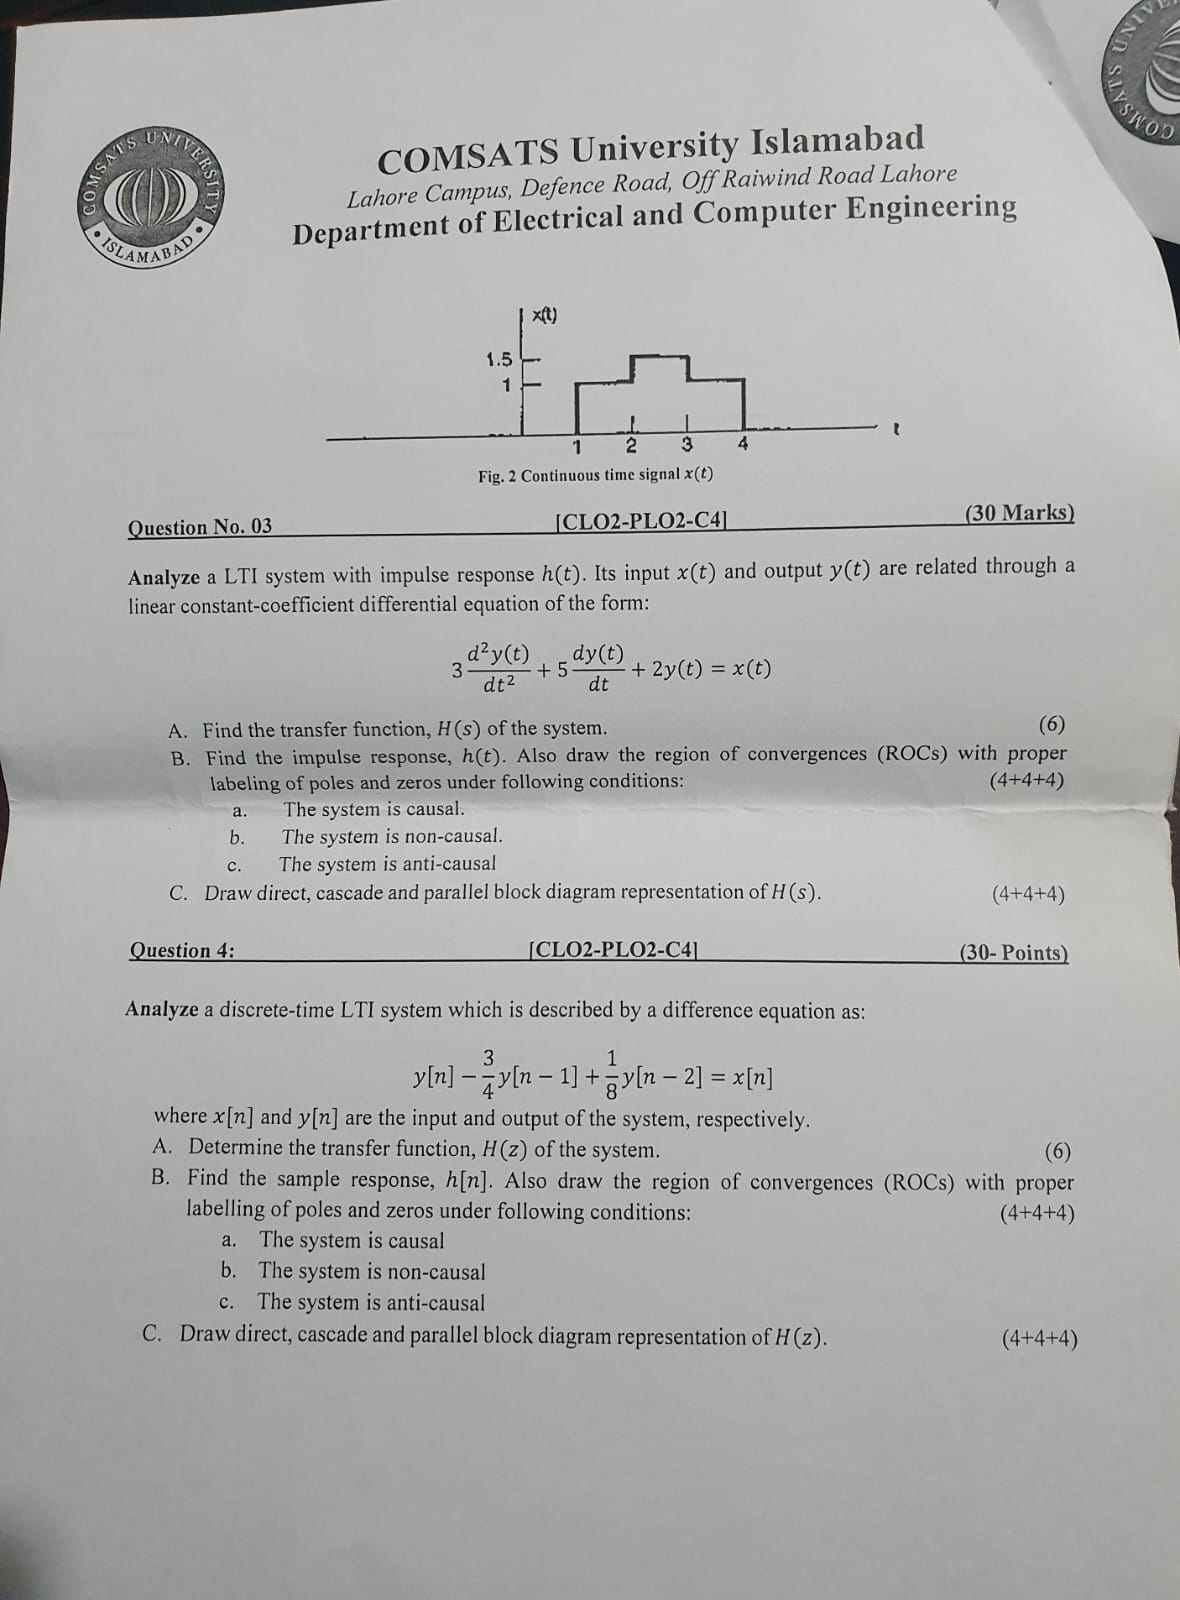 COMSATS UNIVERSITY
• ISLAMABAD •
COMSATS UNIVE
COMSATS University Islamabad
Lahore Campus, Defence Road, Off Raiwind Road Lahore
Department of Electrical and Computer Engineering
x(t)
1.5
1
1 2 3 4
t
Fig. 2 Continuous time signal x(t)
Question No. 03 [CLO2-PLO2-C4] (30 Marks)
Analyze a LTI system with impulse response h(t). Its input x(t) and output y(t) are related through a
linear constant-coefficient differential equation of the form:
3 d²y(t)/dt² + 5 dy(t)/dt + 2y(t) = x(t)
A. Find the transfer function, H(s) of the system. (6)
B. Find the impulse response, h(t). Also draw the region of convergences (ROCs) with proper
labeling of poles and zeros under following conditions: (4+4+4)
a. The system is causal.
b. The system is non-causal.
c. The system is anti-causal
C. Draw direct, cascade and parallel block diagram representation of H(s). (4+4+4)
Question 4: [CLO2-PLO2-C4] (30- Points)
Analyze a discrete-time LTI system which is described by a difference equation as:
y[n] − 3/4 y[n − 1] + 1/8 y[n − 2] = x[n]
where x[n] and y[n] are the input and output of the system, respectively.
A. Determine the transfer function, H(z) of the system. (6)
B. Find the sample response, h[n]. Also draw the region of convergences (ROCs) with proper
labelling of poles and zeros under following conditions: (4+4+4)
a. The system is causal
b. The system is non-causal
c. The system is anti-causal
C. Draw direct, cascade and parallel block diagram representation of H(z). (4+4+4)